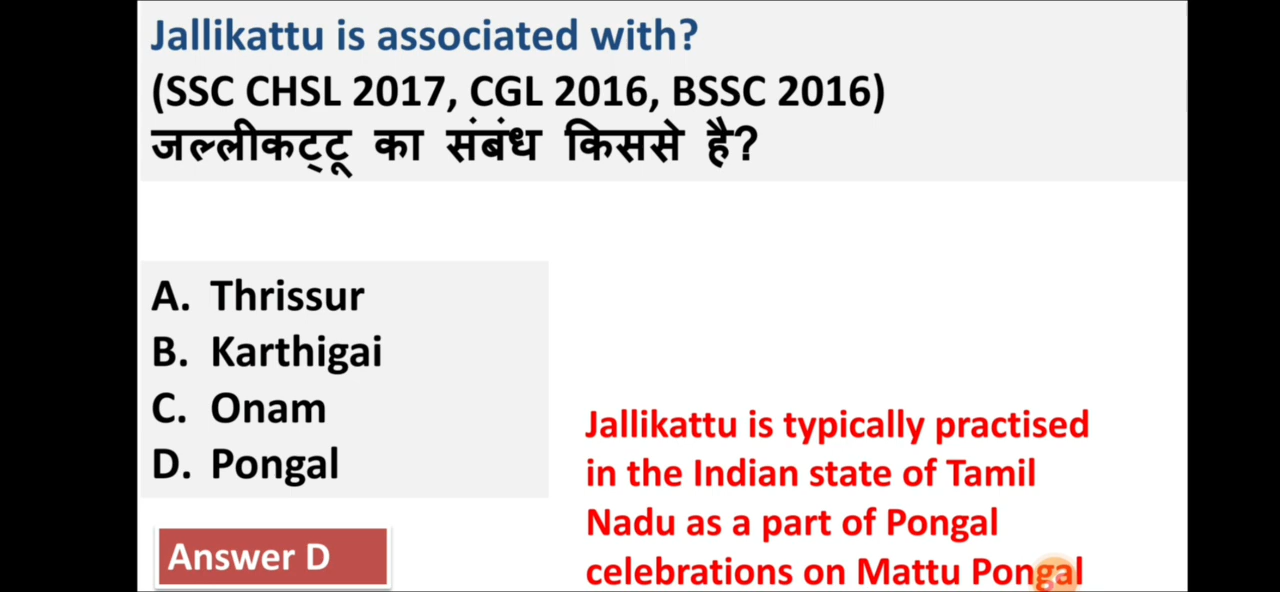 Jallikattu is associated with?
(SSC CHSL 2017, CGL 2016, BSSC 2016)
जल्लीकट्टू का संबंध किससे है?
A. Thrissur
B. Karthigai
C. Onam
D. Pongal
Answer D
Jallikattu is typically practised
in the Indian state of Tamil
Nadu as a part of Pongal
celebrations on Mattu Pongal